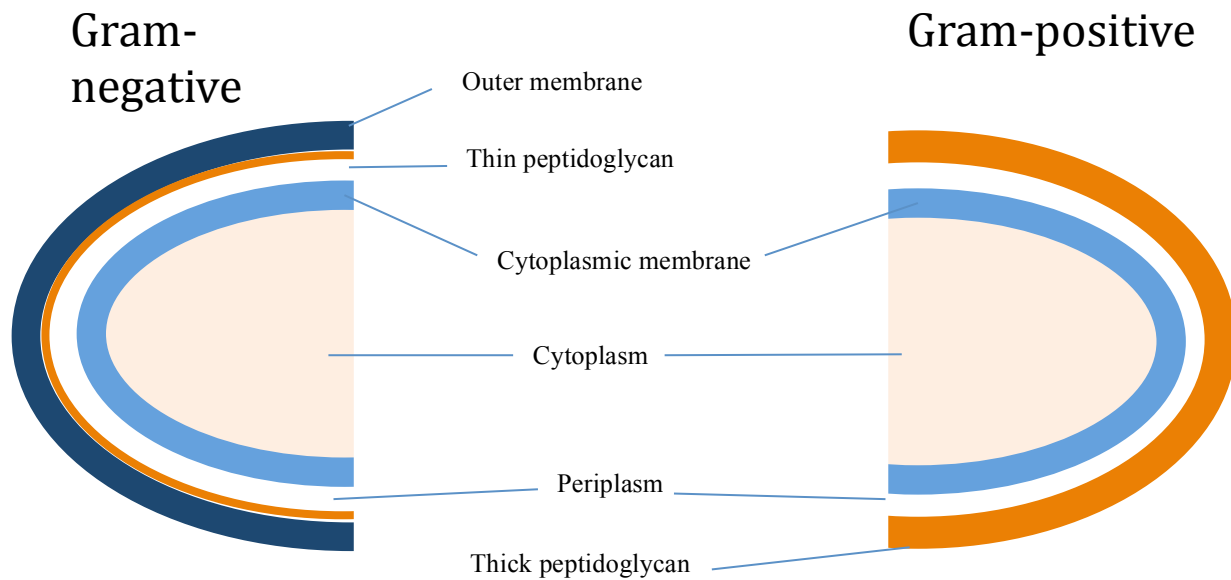 Gram-
negative
Gram-positive
Outer membrane
Thin peptidoglycan
Cytoplasmic membrane
Cytoplasm
Periplasm
Thick peptidoglycan